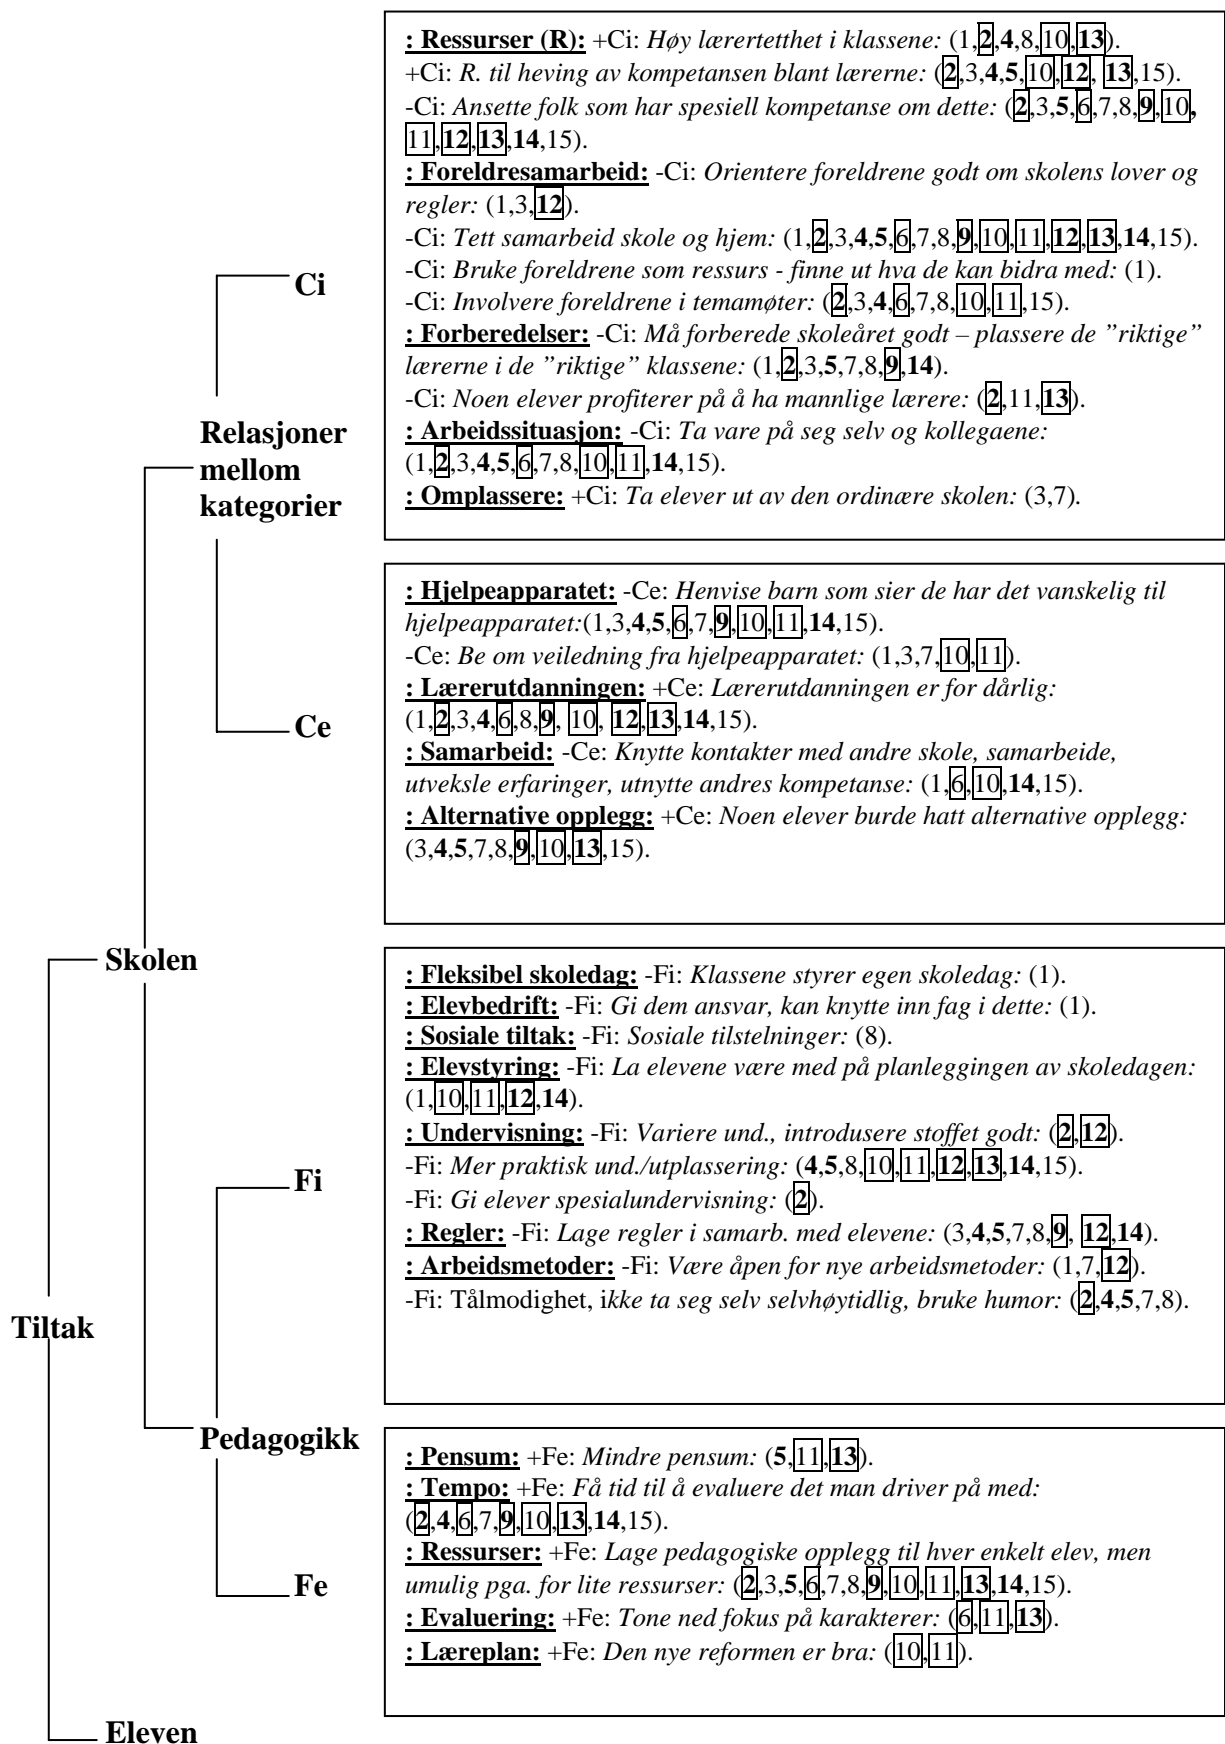 : Ressurser (R): +Ci: Høy lærertetthet i klassene: (1,2,4,8,10,13).
+Ci: R. til heving av kompetansen blant lærerne: (2,3,4,5,10,12, 13,15).
-Ci: Ansette folk som har spesiell kompetanse om dette: (2,3,5,6,7,8,9,10,
11,12,13,14,15).
: Foreldresamarbeid: -Ci: Orientere foreldrene godt om skolens lover og
regler: (1,3,12).
-Ci: Tett samarbeid skole og hjem: (1,2,3,4,5,6,7,8,9,10,11,12,13,14,15).
-Ci: Bruke foreldrene som ressurs - finne ut hva de kan bidra med: (1).
-Ci: Involvere foreldrene i temamøter: (2,3,4,6,7,8,10,11,15).
: Forberedelser: -Ci: Må forberede skoleåret godt – plassere de ”riktige”
lærerne i de ”riktige” klassene: (1,2,3,5,7,8,9,14).
-Ci: Noen elever profiterer på å ha mannlige lærere: (2,11,13).
: Arbeidssituasjon: -Ci: Ta vare på seg selv og kollegaene:
(1,2,3,4,5,6,7,8,10,11,14,15).
: Omplassere: +Ci: Ta elever ut av den ordinære skolen: (3,7).
Ci
Relasjoner
mellom
kategorier
: Hjelpeapparatet: -Ce: Henvise barn som sier de har det vanskelig til
hjelpeapparatet:(1,3,4,5,6,7,9,10,11,14,15).
-Ce: Be om veiledning fra hjelpeapparatet: (1,3,7,10,11).
: Lærerutdanningen: +Ce: Lærerutdanningen er for dårlig:
(1,2,3,4,6,8,9, 10, 12,13,14,15).
: Samarbeid: -Ce: Knytte kontakter med andre skole, samarbeide,
utveksle erfaringer, utnytte andres kompetanse: (1,6,10,14,15).
: Alternative opplegg: +Ce: Noen elever burde hatt alternative opplegg:
(3,4,5,7,8,9,10,13,15).
Ce
Skolen
: Fleksibel skoledag: -Fi: Klassene styrer egen skoledag: (1).
: Elevbedrift: -Fi: Gi dem ansvar, kan knytte inn fag i dette: (1).
: Sosiale tiltak: -Fi: Sosiale tilstelninger: (8).
: Elevstyring: -Fi: La elevene være med på planleggingen av skoledagen:
(1,10,11,12,14).
: Undervisning: -Fi: Variere und., introdusere stoffet godt: (2,12).
-Fi: Mer praktisk und./utplassering: (4,5,8,10,11,12,13,14,15).
-Fi: Gi elever spesialundervisning: (2).
: Regler: -Fi: Lage regler i samarb. med elevene: (3,4,5,7,8,9, 12,14).
: Arbeidsmetoder: -Fi: Være åpen for nye arbeidsmetoder: (1,7,12).
-Fi: Tålmodighet, ikke ta seg selv selvhøytidlig, bruke humor: (2,4,5,7,8).
Fi
Tiltak
Pedagogikk
: Pensum: +Fe: Mindre pensum: (5,11,13).
: Tempo: +Fe: Få tid til å evaluere det man driver på med:
(2,4,6,7,9,10,13,14,15).
: Ressurser: +Fe: Lage pedagogiske opplegg til hver enkelt elev, men
umulig pga. for lite ressurser: (2,3,5,6,7,8,9,10,11,13,14,15).
: Evaluering: +Fe: Tone ned fokus på karakterer: (6,11,13).
: Læreplan: +Fe: Den nye reformen er bra: (10,11).
Fe
Eleven